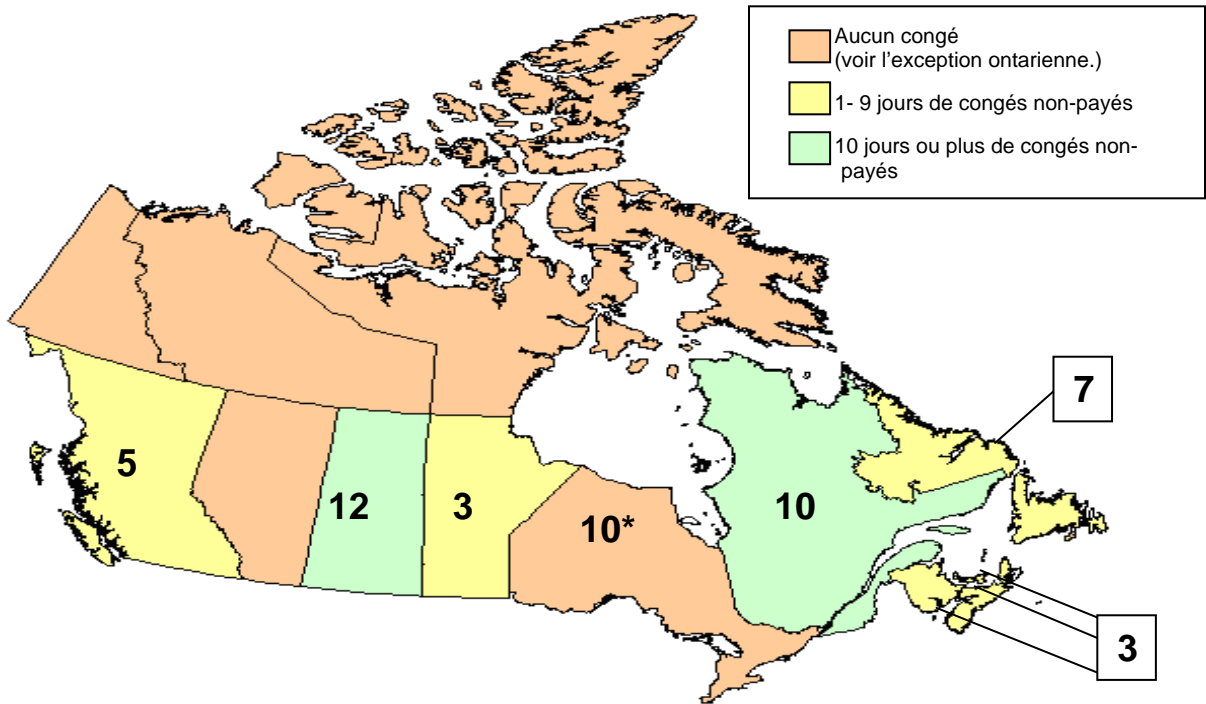 Aucun congé
(voir l'exception ontarienne.)
1- 9 jours de congés non-payés
10 jours ou plus de congés non-
payés
7
5
12
3
10*
10
3